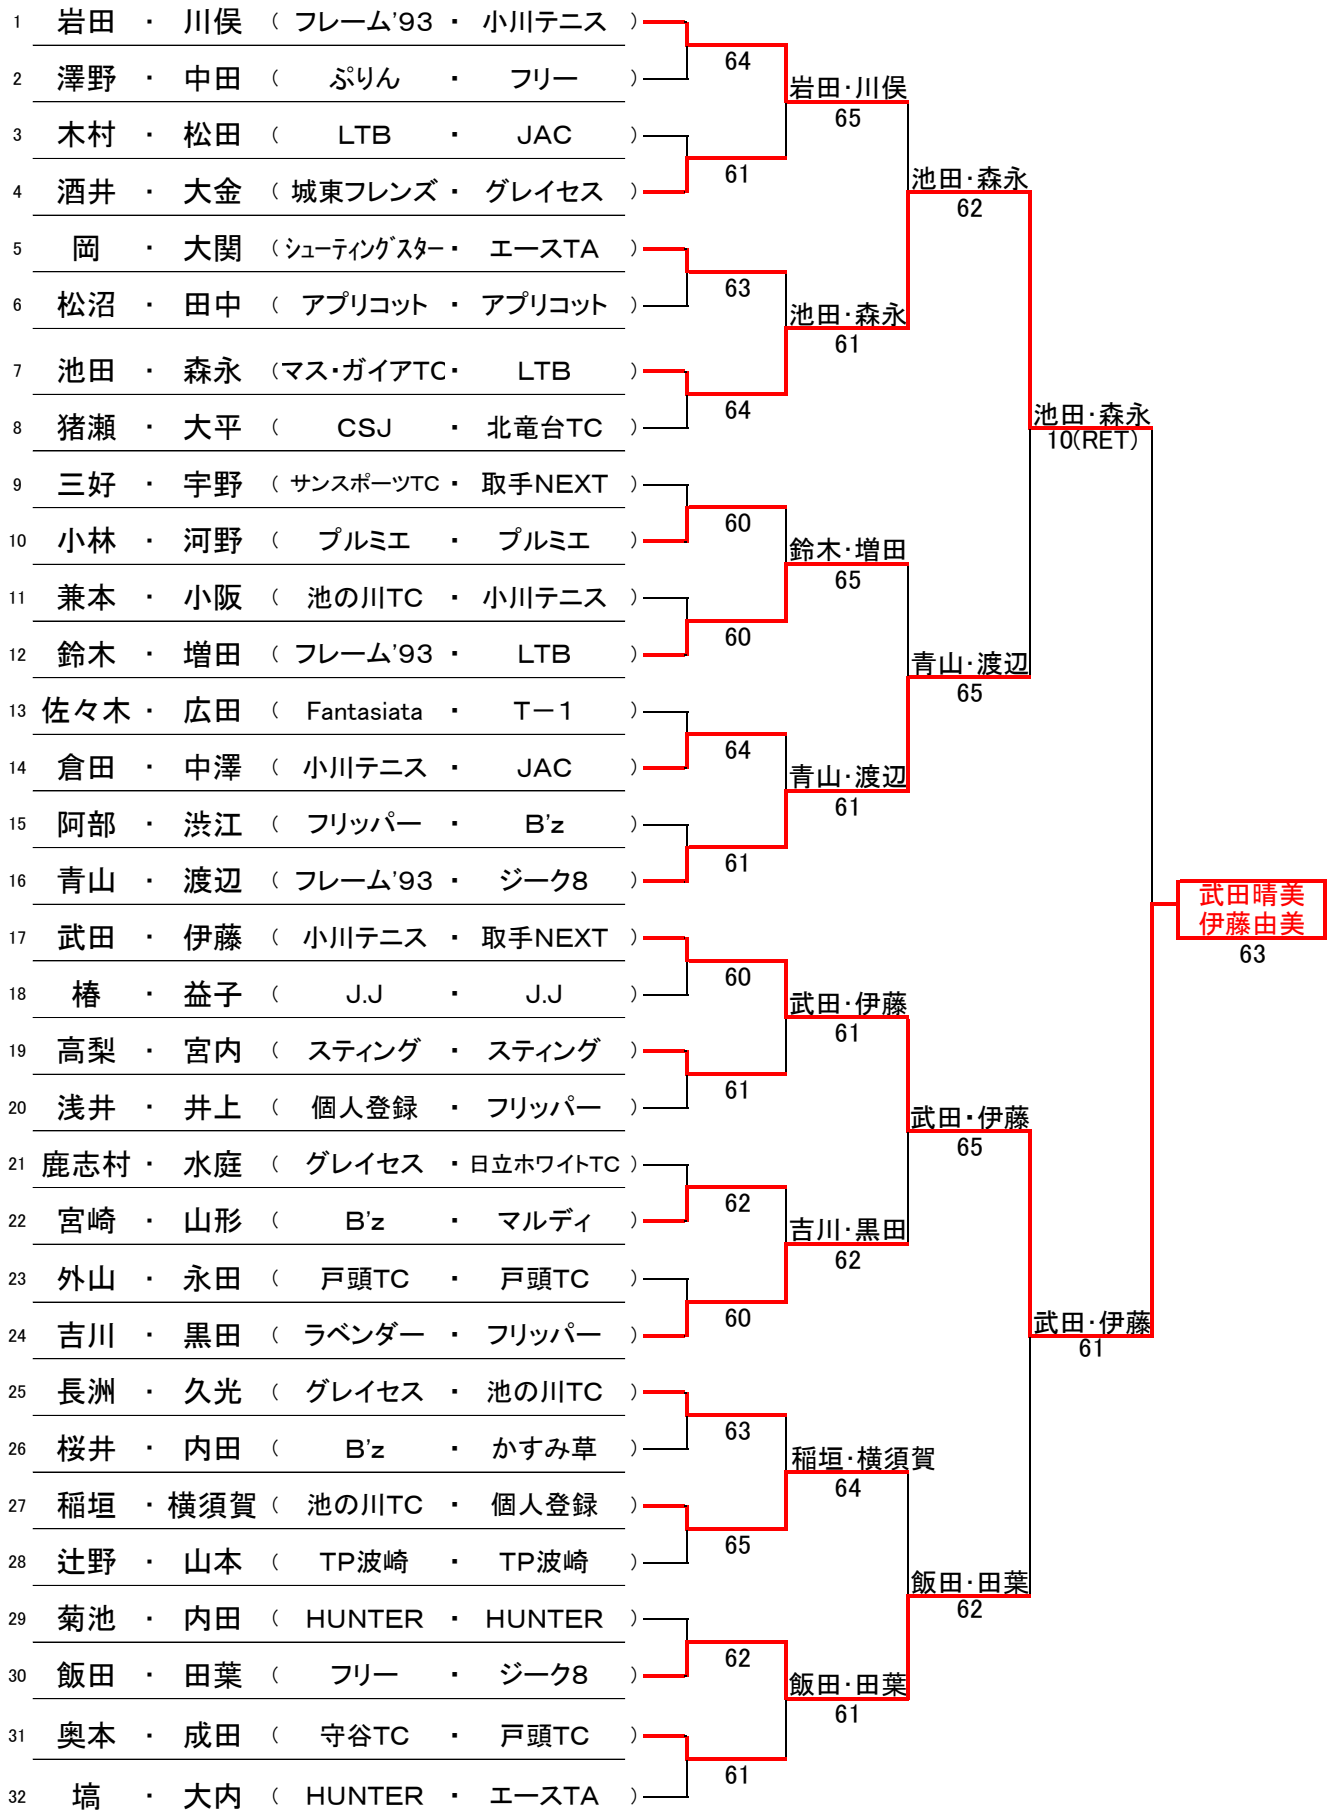 1 岩田 ・ 川俣 ( フレーム'93 ・ 小川テニス )
64
2 澤野 ・ 中田 ( ぷりん ・ フリー )
岩田・川俣
65
3 木村 ・ 松田 ( LTB ・ JAC )
61
4 酒井 ・ 大金 ( 城東フレンズ ・ グレイセス )
池田・森永
62
5 岡 ・ 大関 ( シューティングスター ・ エースTA )
63
6 松沼 ・ 田中 ( アプリコット ・ アプリコット )
池田・森永
61
7 池田 ・ 森永 (マス・ガイアTC・ LTB )
64
8 猪瀬 ・ 大平 ( CSJ ・ 北竜台TC )
池田・森永
10(RET)
9 三好 ・ 宇野 ( サンスポーツTC ・ 取手NEXT )
60
10 小林 ・ 河野 ( プルミエ ・ プルミエ )
鈴木・増田
65
11 兼本 ・ 小阪 ( 池の川TC ・ 小川テニス )
60
12 鈴木 ・ 増田 ( フレーム'93 ・ LTB )
青山・渡辺
65
13 佐々木 ・ 広田 ( Fantasiata ・ T－1 )
64
14 倉田 ・ 中澤 ( 小川テニス ・ JAC )
青山・渡辺
61
15 阿部 ・ 渋江 ( フリッパー ・ B'z )
61
16 青山 ・ 渡辺 ( フレーム'93 ・ ジーク8 )
武田晴美
伊藤由美
63
17 武田 ・ 伊藤 ( 小川テニス ・ 取手NEXT )
60
18 椿 ・ 益子 ( J.J ・ J.J )
武田・伊藤
61
19 高梨 ・ 宮内 ( スティング ・ スティング )
61
20 浅井 ・ 井上 ( 個人登録 ・ フリッパー )
武田・伊藤
65
21 鹿志村 ・ 水庭 ( グレイセス ・ 日立ホワイトTC )
62
22 宮崎 ・ 山形 ( B'z ・ マルディ )
吉川・黒田
62
23 外山 ・ 永田 ( 戸頭TC ・ 戸頭TC )
60
24 吉川 ・ 黒田 ( ラベンダー ・ フリッパー )
武田・伊藤
61
25 長洲 ・ 久光 ( グレイセス ・ 池の川TC )
63
26 桜井 ・ 内田 ( B'z ・ かすみ草 )
稲垣・横須賀
64
27 稲垣 ・ 横須賀 ( 池の川TC ・ 個人登録 )
65
28 辻野 ・ 山本 ( TP波崎 ・ TP波崎 )
飯田・田葉
62
29 菊池 ・ 内田 ( HUNTER ・ HUNTER )
62
30 飯田 ・ 田葉 ( フリー ・ ジーク8 )
飯田・田葉
61
31 奥本 ・ 成田 ( 守谷TC ・ 戸頭TC )
61
32 塙 ・ 大内 ( HUNTER ・ エースTA )